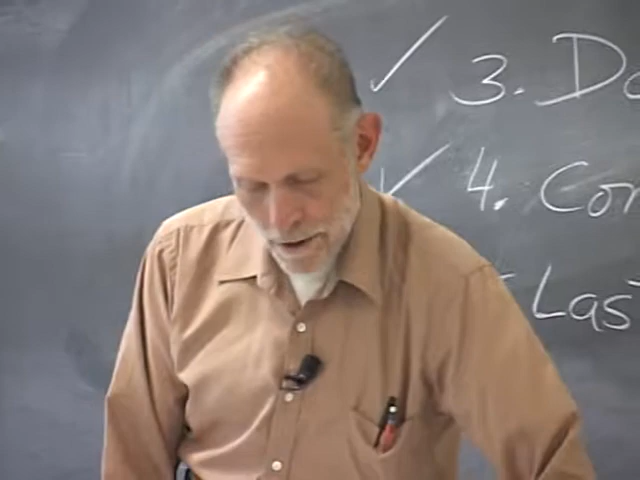 ✓ 3. Do
✓ 4. Con
Las